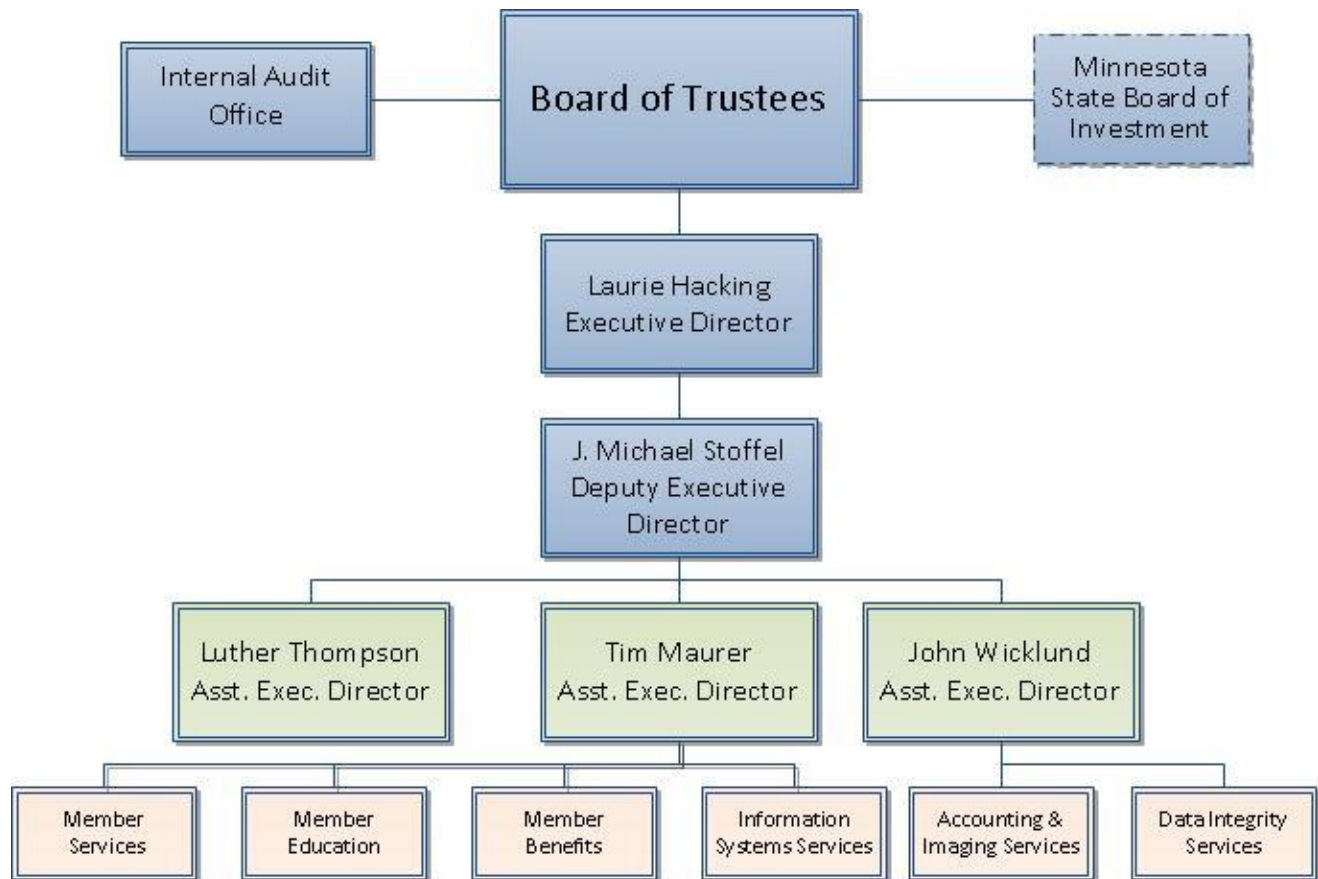 Internal Audit
Office
Board of Trustees
Minnesota
State Board of
Investment
Laurie Hacking
Executive Director
J. Michael Stoffel
Deputy Executive
Director
Luther Thompson
Asst. Exec. Director
Tim Maurer
Asst. Exec. Director
John Wicklund
Asst. Exec. Director
Member
Services
Member
Education
Member
Benefits
Information
Systems Services
Accounting &
Imaging Services
Data Integrity
Services